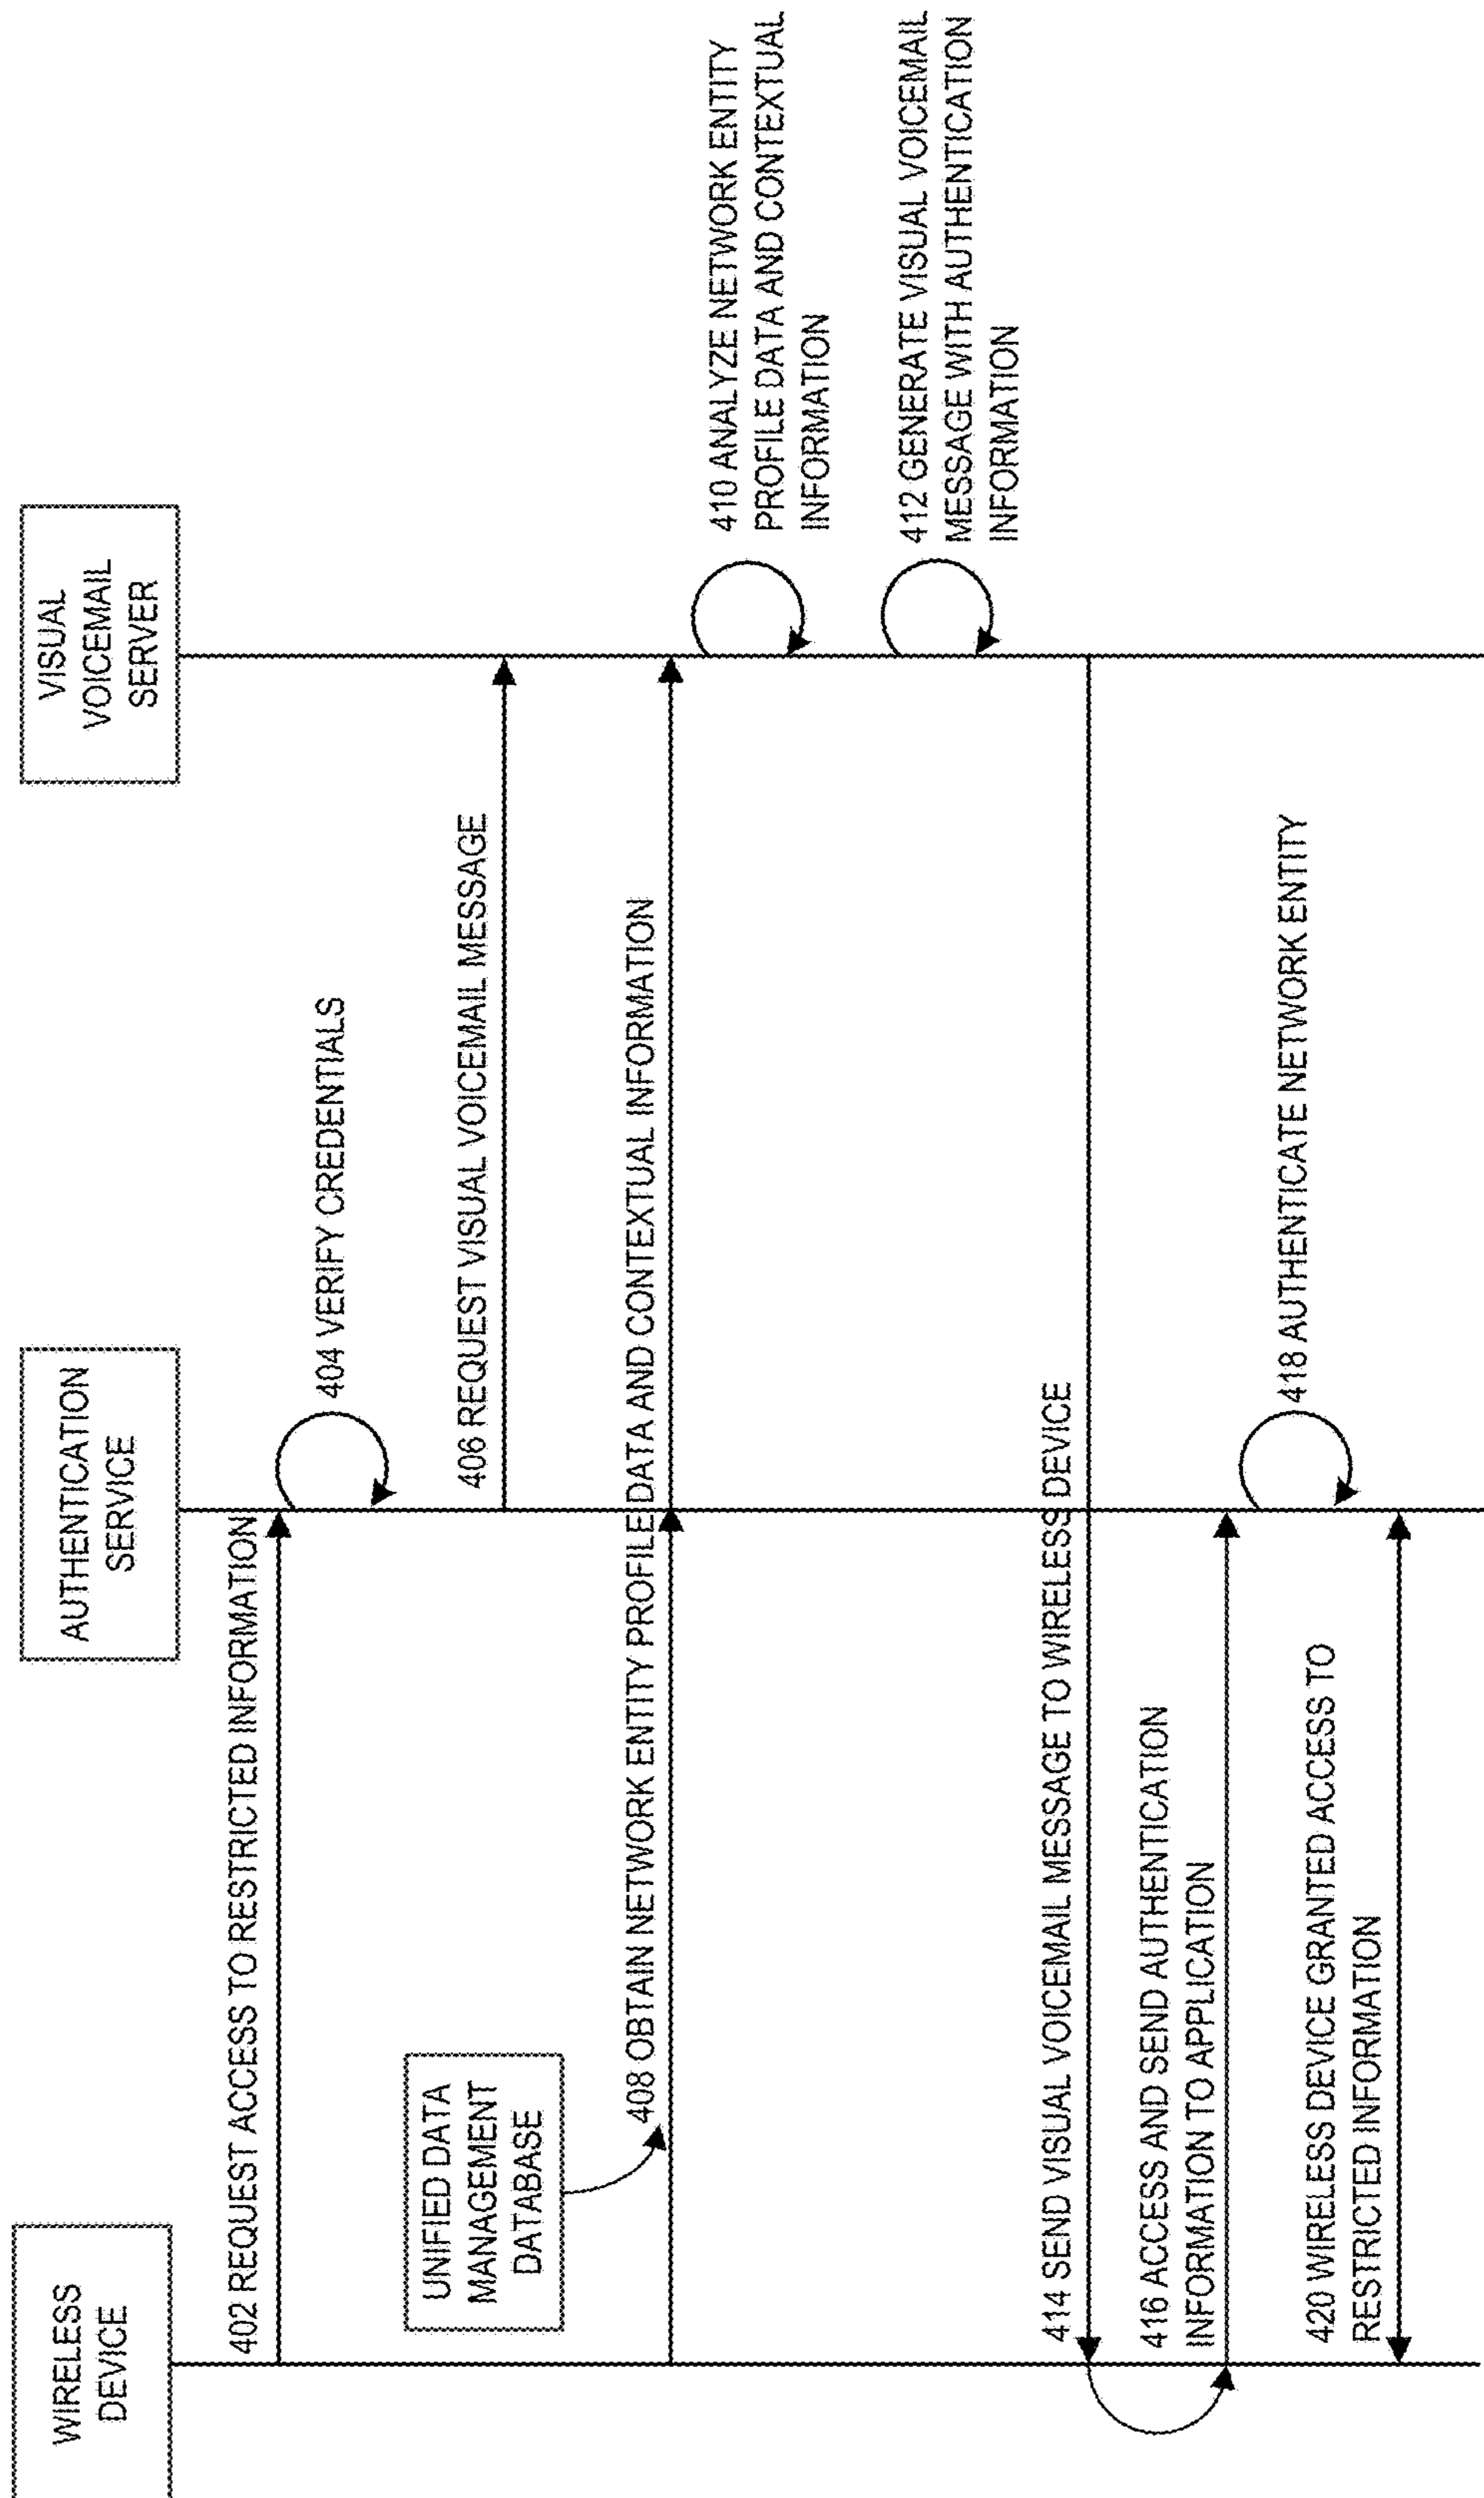 WIRELESS
DEVICE
AUTHENTICATION
SERVICE
VISUAL
VOICEMAIL
SERVER
402 REQUEST ACCESS TO RESTRICTED INFORMATION
404 VERIFY CREDENTIALS
UNIFIED DATA
MANAGEMENT
DATABASE
406 REQUEST VISUAL VOICEMAIL MESSAGE
408 OBTAIN NETWORK ENTITY PROFILE DATA AND CONTEXTUAL INFORMATION
410 ANALYZE NETWORK ENTITY
PROFILE DATA AND CONTEXTUAL
INFORMATION
412 GENERATE VISUAL VOICEMAIL
MESSAGE WITH AUTHENTICATION
INFORMATION
414 SEND VISUAL VOICEMAIL MESSAGE TO WIRELESS DEVICE
416 ACCESS AND SEND AUTHENTICATION
INFORMATION TO APPLICATION
418 AUTHENTICATE NETWORK ENTITY
420 WIRELESS DEVICE GRANTED ACCESS TO
RESTRICTED INFORMATION